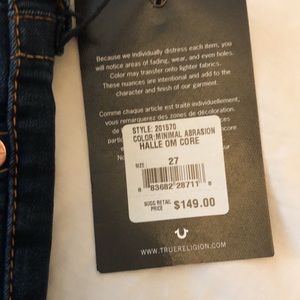 Because we individually distress each item, you
will notice areas of fading, wear, and even holes.
Color may transfer onto lighter fabrics.
These nuances are intentional and add to the
character and finish of our garment.
Comme chaque article est traité individuellement,
vous remarquerez des zones de décoloration,
STYLE: 201570
COLOR:MINIMAL ABRASION
HALLE OM CORE
SIZE
27
8 83682 28711
SUGG RETAIL
PRICE
$149.00
WWW.TRUERELIGION.COM